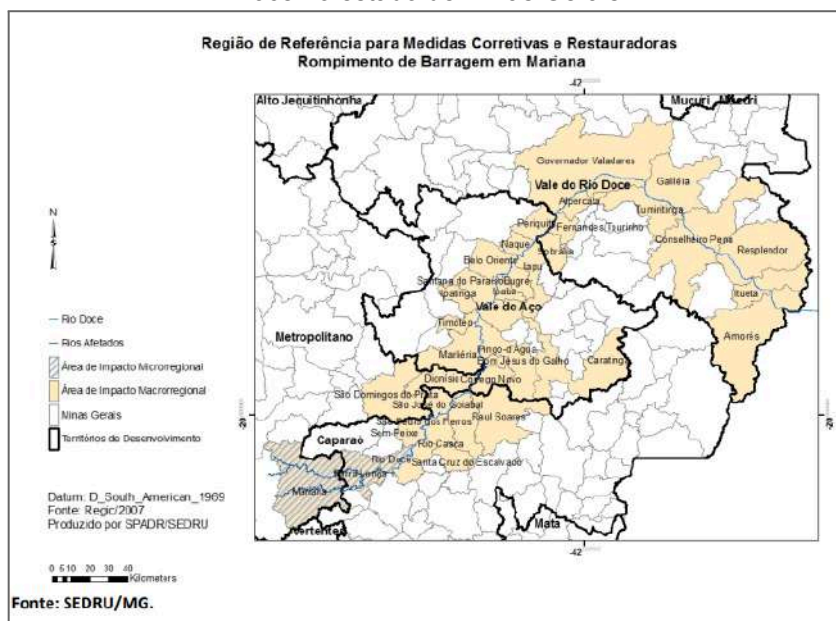 Região de Referência para Medidas Corretivas e Restauradoras
Rompimento de Barragem em Mariana
-42
Alto Jequitinhonha
Mucuri
Governador Valadares
Galiléia
Vale do Rio Doce
Alpercata
Tumiritinga
Periquito
Fernandes Tourinho
Naque
Sobrália
Conselheiro Pena
Resplendor
Belo Oriente
Iapu
Santana do Paraíso
Bugre
Ipatinga
Ipaba
Itueta
Vale do Aço
Metropolitano
Timóteo
Aimorés
Pingo-d'Água
Marliéria
Bom Jesus do Galho
Caratinga
Dionísio
Córrego Novo
São Domingos do Prata
São José do Goiabal
Raul Soares
São Pedro dos Ferros
-20
-20
Caparaó
Sem-Peixe
Rio Casca
Rio Doce
Santa Cruz do Escalvado
Barra Longa
Mariana
Vertentes
Mata
-42
N
Rio Doce
Rios Afetados
Área de Impacto Microrregional
Área de Impacto Macrorregional
Minas Gerais
Territórios de Desenvolvimento
Datum: D_South_American_1969
Fonte: Regic/2007
Produzido por SPADR/SEDRU
0 5 10 20 30 40
Kilometers
Fonte: SEDRU/MG.